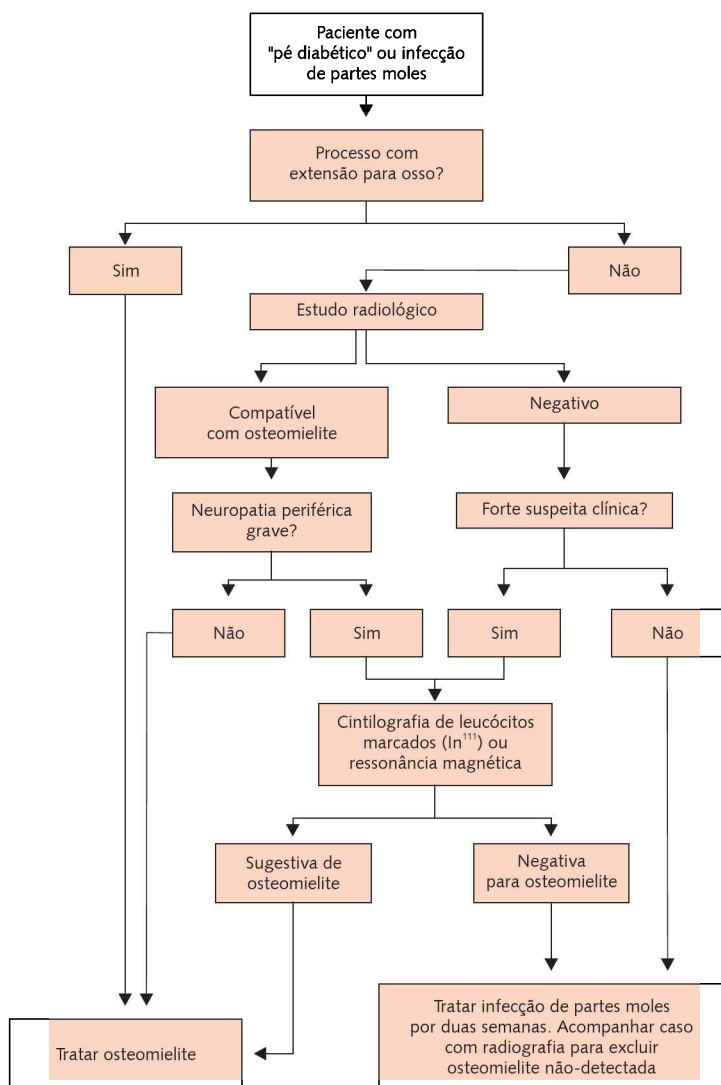 Paciente com
"pé diabético" ou infecção
de partes moles
Processo com
extensão para osso?
Sim
Não
Estudo radiológico
Compatível
com osteomielite
Negativo
Neuropatia periférica
grave?
Forte suspeita clínica?
Não
Sim
Sim
Não
Cintilografia de leucócitos
marcados (In¹¹¹) ou
ressonância magnética
Sugestiva de
osteomielite
Negativa
para osteomielite
Tratar osteomielite
Tratar infecção de partes moles
por duas semanas. Acompanhar caso
com radiografia para excluir
osteomielite não-detectada